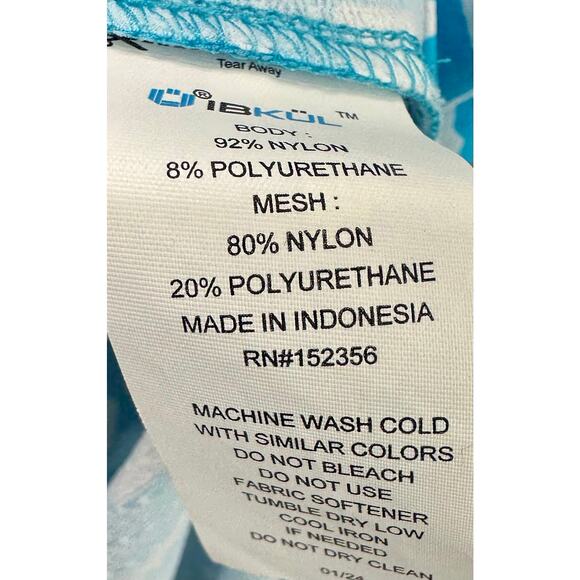 Tear Away
® IBKÜL ™
BODY :
92% NYLON
8% POLYURETHANE
MESH :
80% NYLON
20% POLYURETHANE
MADE IN INDONESIA
RN#152356
MACHINE WASH COLD
WITH SIMILAR COLORS
DO NOT BLEACH
DO NOT USE
FABRIC SOFTENER
TUMBLE DRY LOW
COOL IRON
IF NEEDED
DO NOT DRY CLEAN
01/24